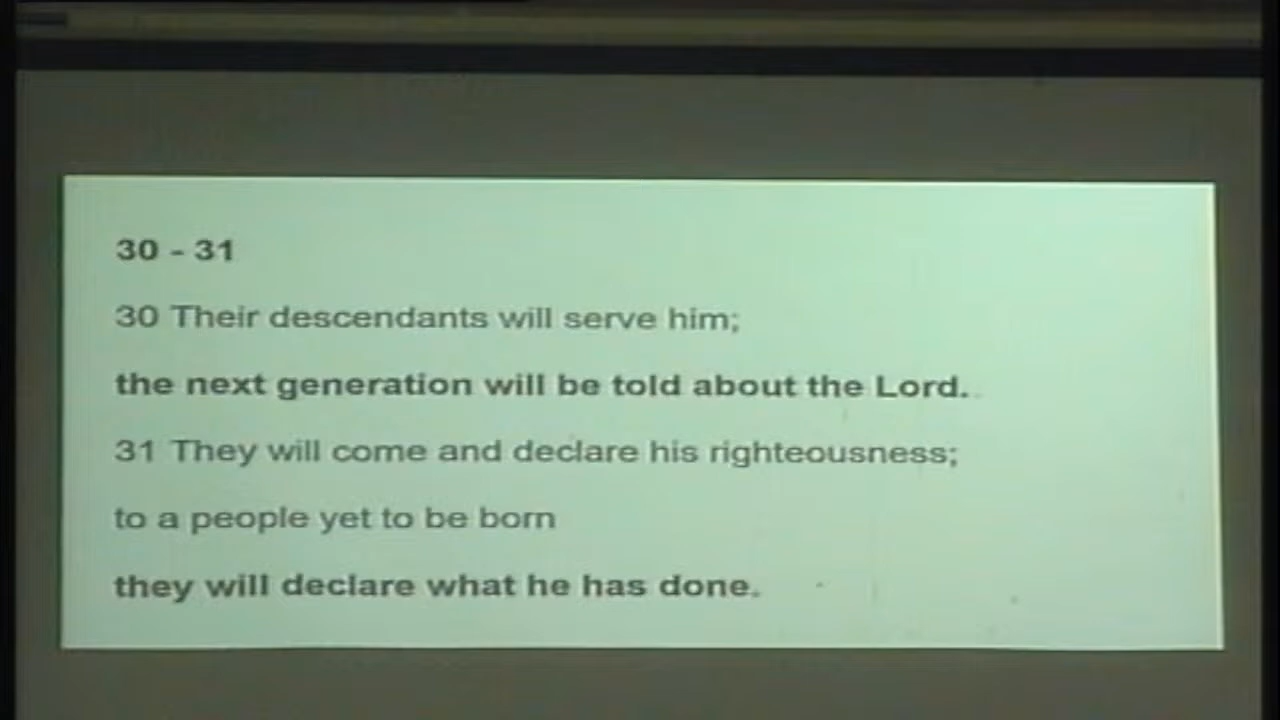 30 - 31
30 Their descendants will serve him;
the next generation will be told about the Lord.
31 They will come and declare his righteousness;
to a people yet to be born
they will declare what he has done.